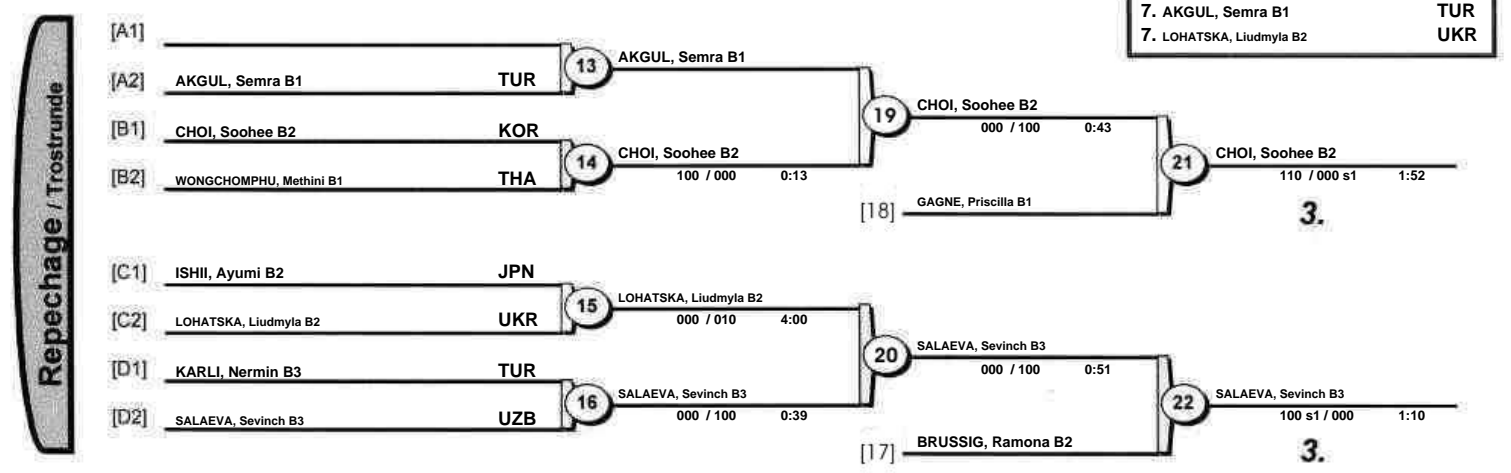 7. AKGUL, Semra B1 TUR
7. LOHATSKA, Liudmyla B2 UKR
Repechage / Trostrunde
[A1]
13 AKGUL, Semra B1
[A2] AKGUL, Semra B1 TUR
19 CHOI, Soohee B2
000 / 100 0:43
[B1] CHOI, Soohee B2 KOR
14 CHOI, Soohee B2
100 / 000 0:13
21 CHOI, Soohee B2
110 / 000 s1 1:52
[B2] WONGCHOMPHU, Methini B1 THA
[18] GAGNE, Priscilla B1
3.
[C1] ISHII, Ayumi B2 JPN
15 LOHATSKA, Liudmyla B2
000 / 010 4:00
[C2] LOHATSKA, Liudmyla B2 UKR
20 SALAEVA, Sevinch B3
000 / 100 0:51
[D1] KARLI, Nermin B3 TUR
16 SALAEVA, Sevinch B3
000 / 100 0:39
22 SALAEVA, Sevinch B3
100 s1 / 000 1:10
[D2] SALAEVA, Sevinch B3 UZB
[17] BRUSSIG, Ramona B2
3.